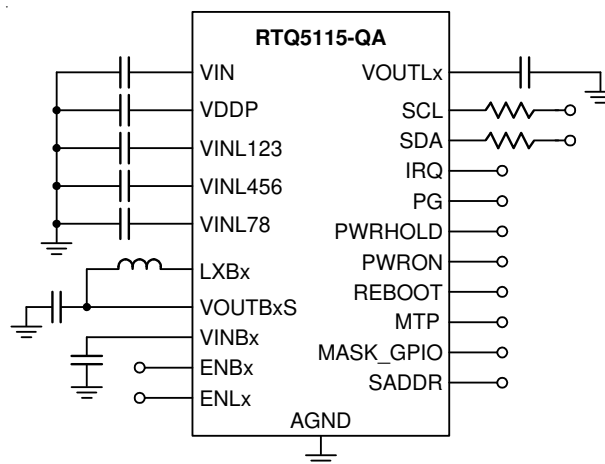 RTQ5115-QA
VIN
VDDP
VINL123
VINL456
VINL78
LXBx
VOUTBxS
VINBx
ENBx
ENLx
VOUTLx
SCL
SDA
IRQ
PG
PWRHOLD
PWRON
REBOOT
MTP
MASK_GPIO
SADDR
AGND